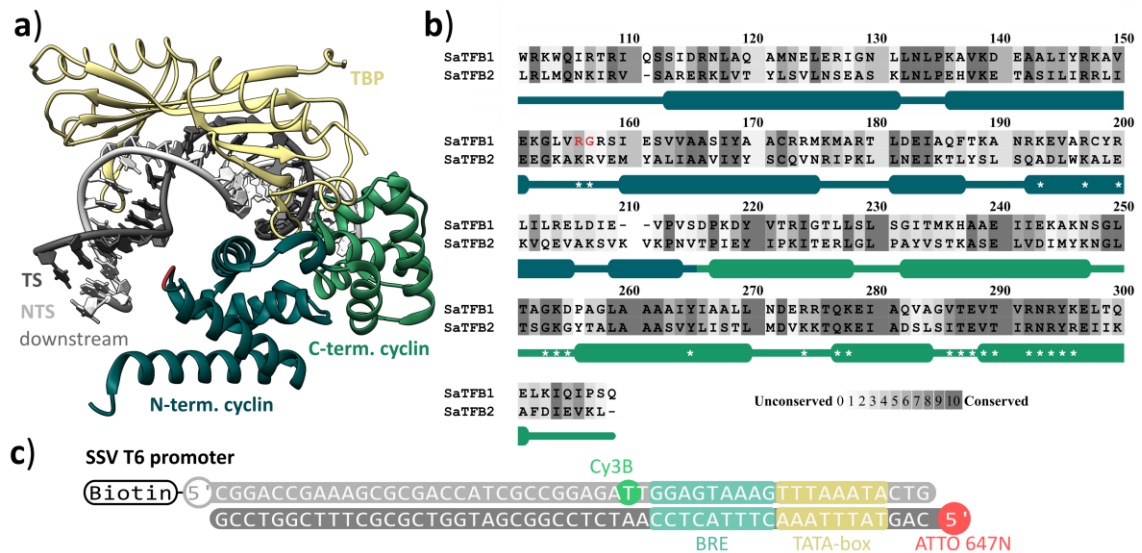 a)
TBP
TS
NTS
downstream
C-term. cyclin
N-term. cyclin
b)
110 120 130 140 150
SaTFB1 WRKWQIRTRI QSSIDRNLAQ AMNELERIGN LLNLPKAVKD EAALIYRKAV
SaTFB2 LRLMQNKIRV -SARERKLVT YLSVLNSEAS KLNLPEHVKE TASILIRRLI
160 170 180 190 200
SaTFB1 EKGLVRGRSI ESVVAASIYA ACRRMKMART LDEIAQFTKA NRKEVARCYR
SaTFB2 EEGKAKRVEM YALIAAVIYY SCQVNRIPKL LNEIKTLYSL SQADLWKALE
* * * * *
210 220 230 240 250
SaTFB1 LILRELDIE- -VPVSDPKDY VTRIGTLLSL SGITMKHAAE IIEKAKNSGL
SaTFB2 KVQEVAKSVK VKPNVTPIEY IPKITERLGL PAYVSTKASE LVDIMYKNGL
260 270 280 290 300
SaTFB1 TAGKDPAGLA AAAIYIAALL NDERRTQKEI AQVAGVTEVT VRNRYKELTQ
SaTFB2 TSGKGYTALA AASVYLISTL MDVKKTQKEI ADSLSITEVT IRNRYREIIK
* * * * * * * * * * * * * * * *
SaTFB1 ELKIQIPSQ
SaTFB2 AFDIEVKL-
Unconserved 0 1 2 3 4 5 6 7 8 9 10 Conserved
c)
SSV T6 promoter
Cy3B
Biotin 5' CGGACCGAAAGCGCGACCATCGCCGGAGATTGGAGTAAAGTTTAAATACTG
GCCTGGCTTTCGCGCTGGTAGCGGCCTCTAACCTCATTTCAAATTTATGAC 5'
BRE TATA-box ATTO 647N